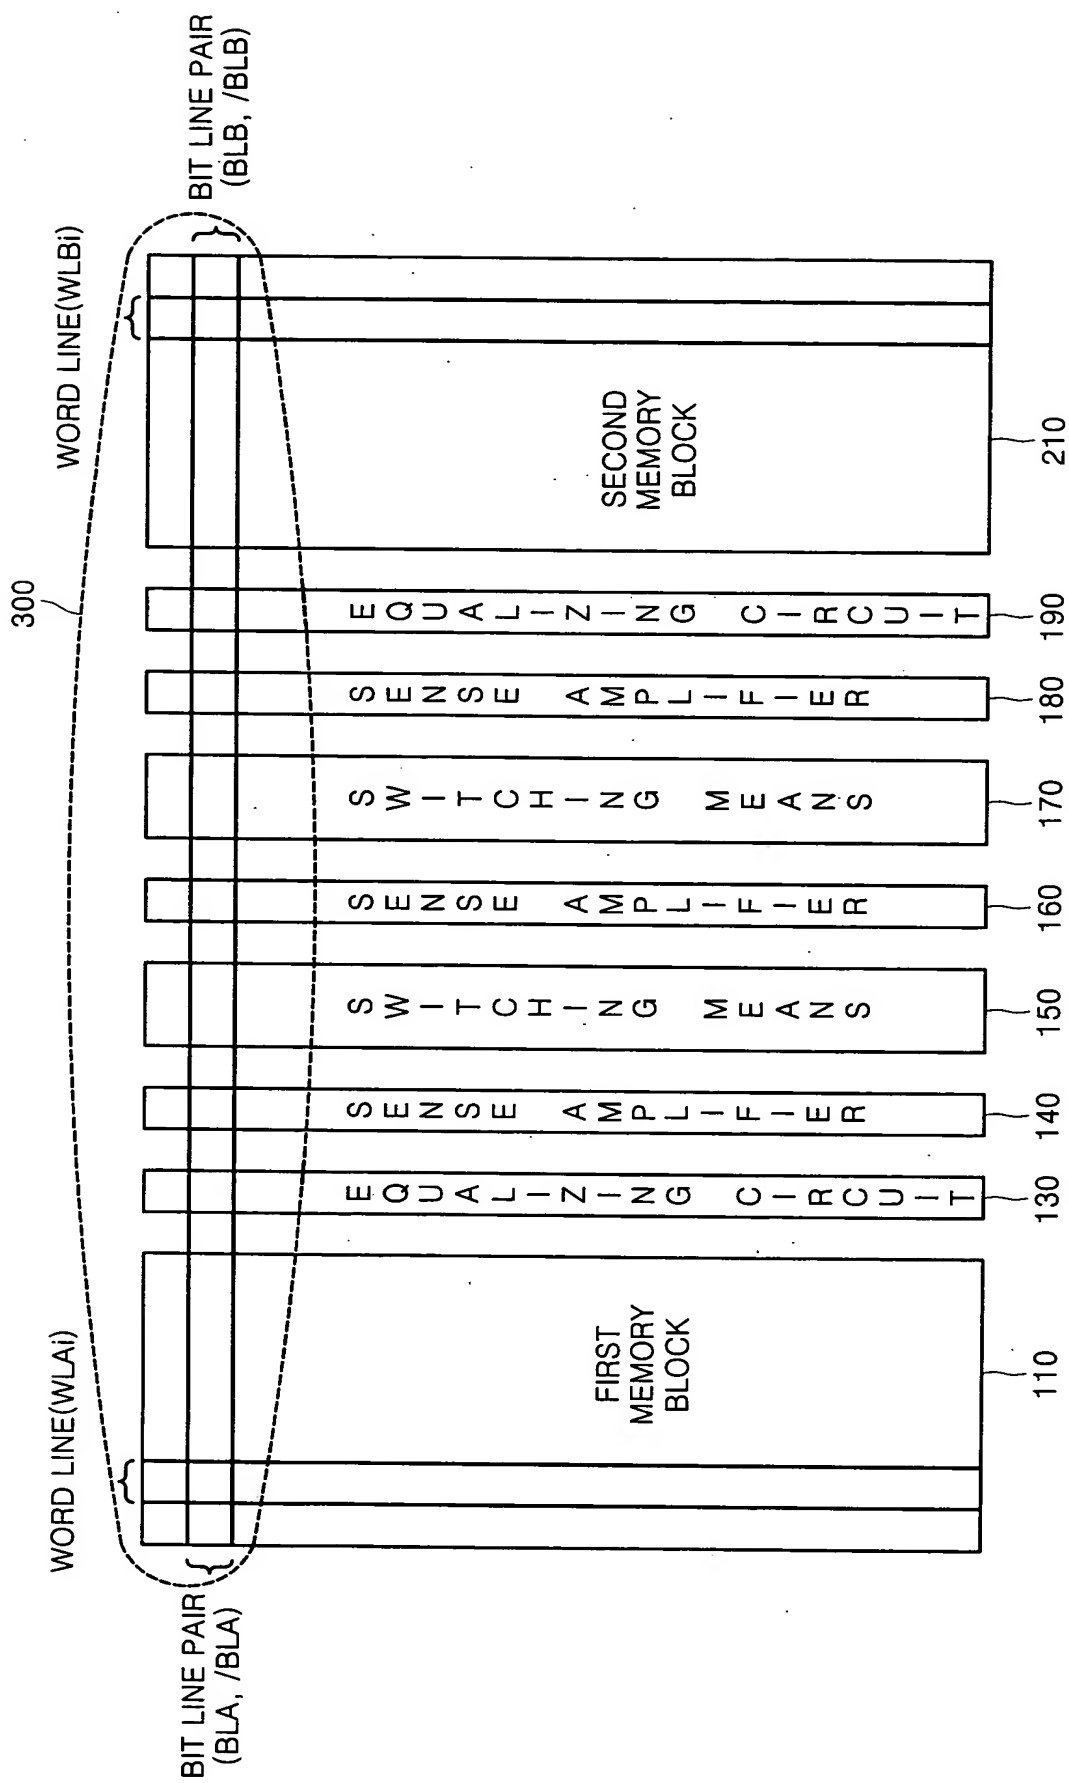 300
WORD LINE(WLAi)
WORD LINE(WLBi)
BIT LINE PAIR
(BLA, /BLA)
BIT LINE PAIR
(BLB, /BLB)
FIRST
MEMORY
BLOCK
EQUALIZING CIRCUIT
SENSE AMPLIFIER
SWITCHING MEANS
SENSE AMPLIFIER
SWITCHING MEANS
SENSE AMPLIFIER
EQUALIZING CIRCUIT
SECOND
MEMORY
BLOCK
110
130
140
150
160
170
180
190
210